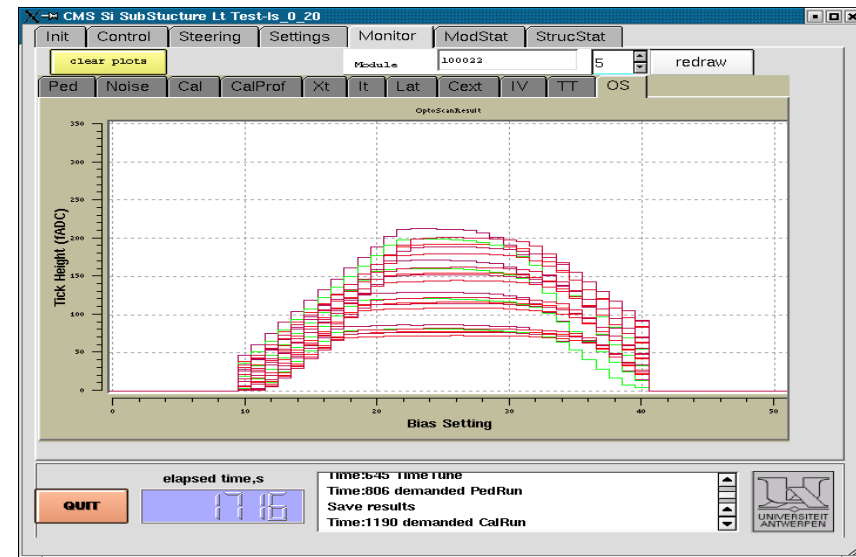 CMS Si SubStucture Lt Test-ls_0_20
Init Control Steering Settings Monitor ModStat StrucStat
clear plots Module 100022 5 redraw
Ped Noise Cal CalProf Xt It Lat Cext IV TT OS
OptoScanResult
350
300
250
200
150
100
50
0
Tick Height (fADC)
0 10 20 30 40 50
Bias Setting
elapsed time,s
QUIT
1716
Time:645 TimeTune
Time:806 demanded PedRun
Save results
Time:1190 demanded CalRun
UNIVERSITEIT
ANTWERPEN